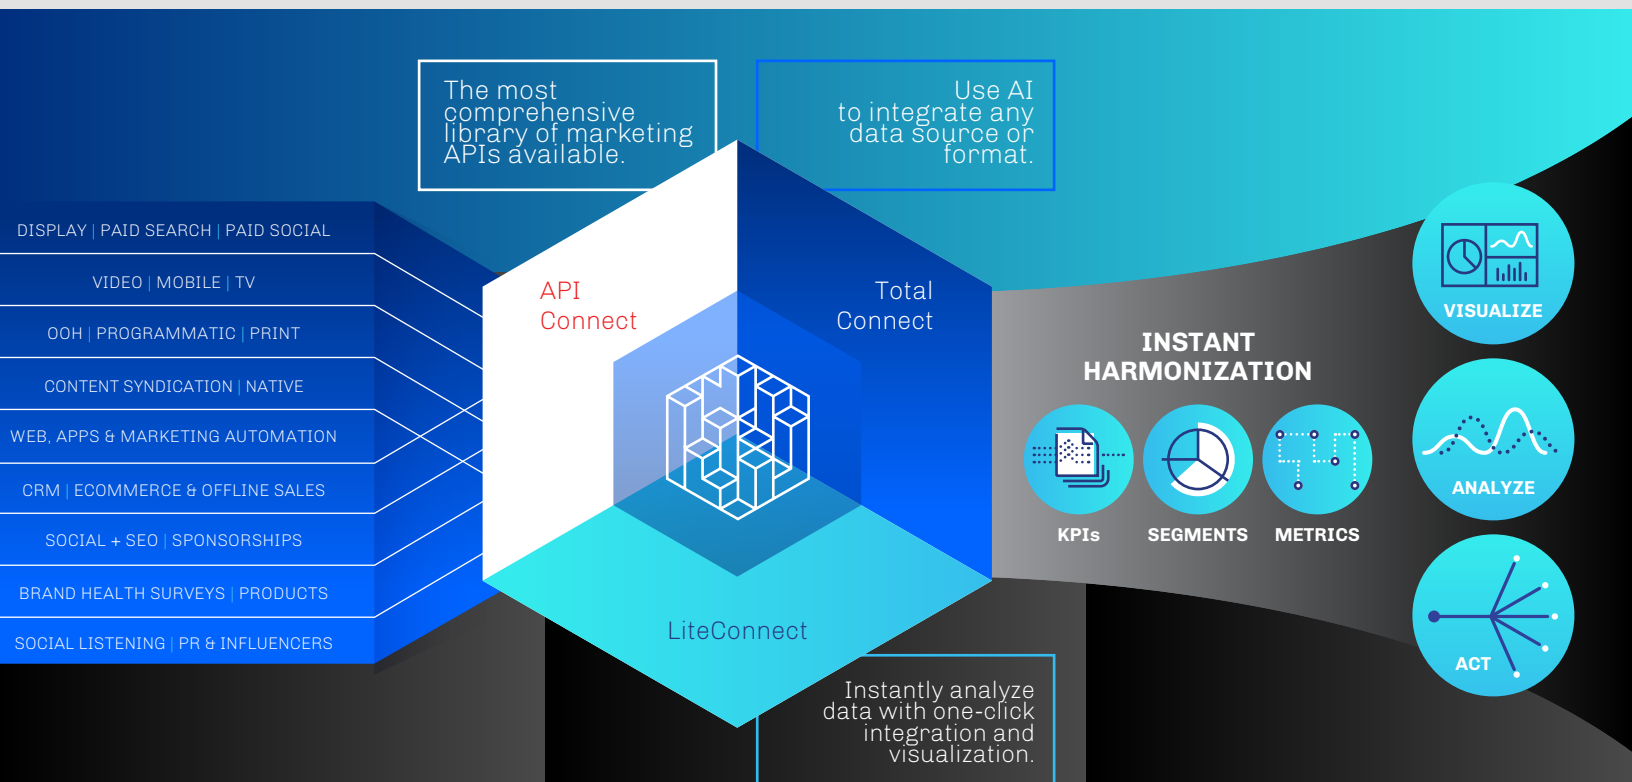 The most
comprehensive
library of marketing
APIs available.
Use AI
to integrate any
data source or
format.
DISPLAY | PAID SEARCH | PAID SOCIAL
VIDEO | MOBILE | TV
OOH | PROGRAMMATIC | PRINT
CONTENT SYNDICATION | NATIVE
WEB, APPS & MARKETING AUTOMATION
CRM | ECOMMERCE & OFFLINE SALES
SOCIAL + SEO | SPONSORSHIPS
BRAND HEALTH SURVEYS | PRODUCTS
SOCIAL LISTENING | PR & INFLUENCERS
API
Connect
Total
Connect
LiteConnect
Instantly analyze
data with one-click
integration and
visualization.
INSTANT
HARMONIZATION
KPIs
SEGMENTS
METRICS
VISUALIZE
ANALYZE
ACT